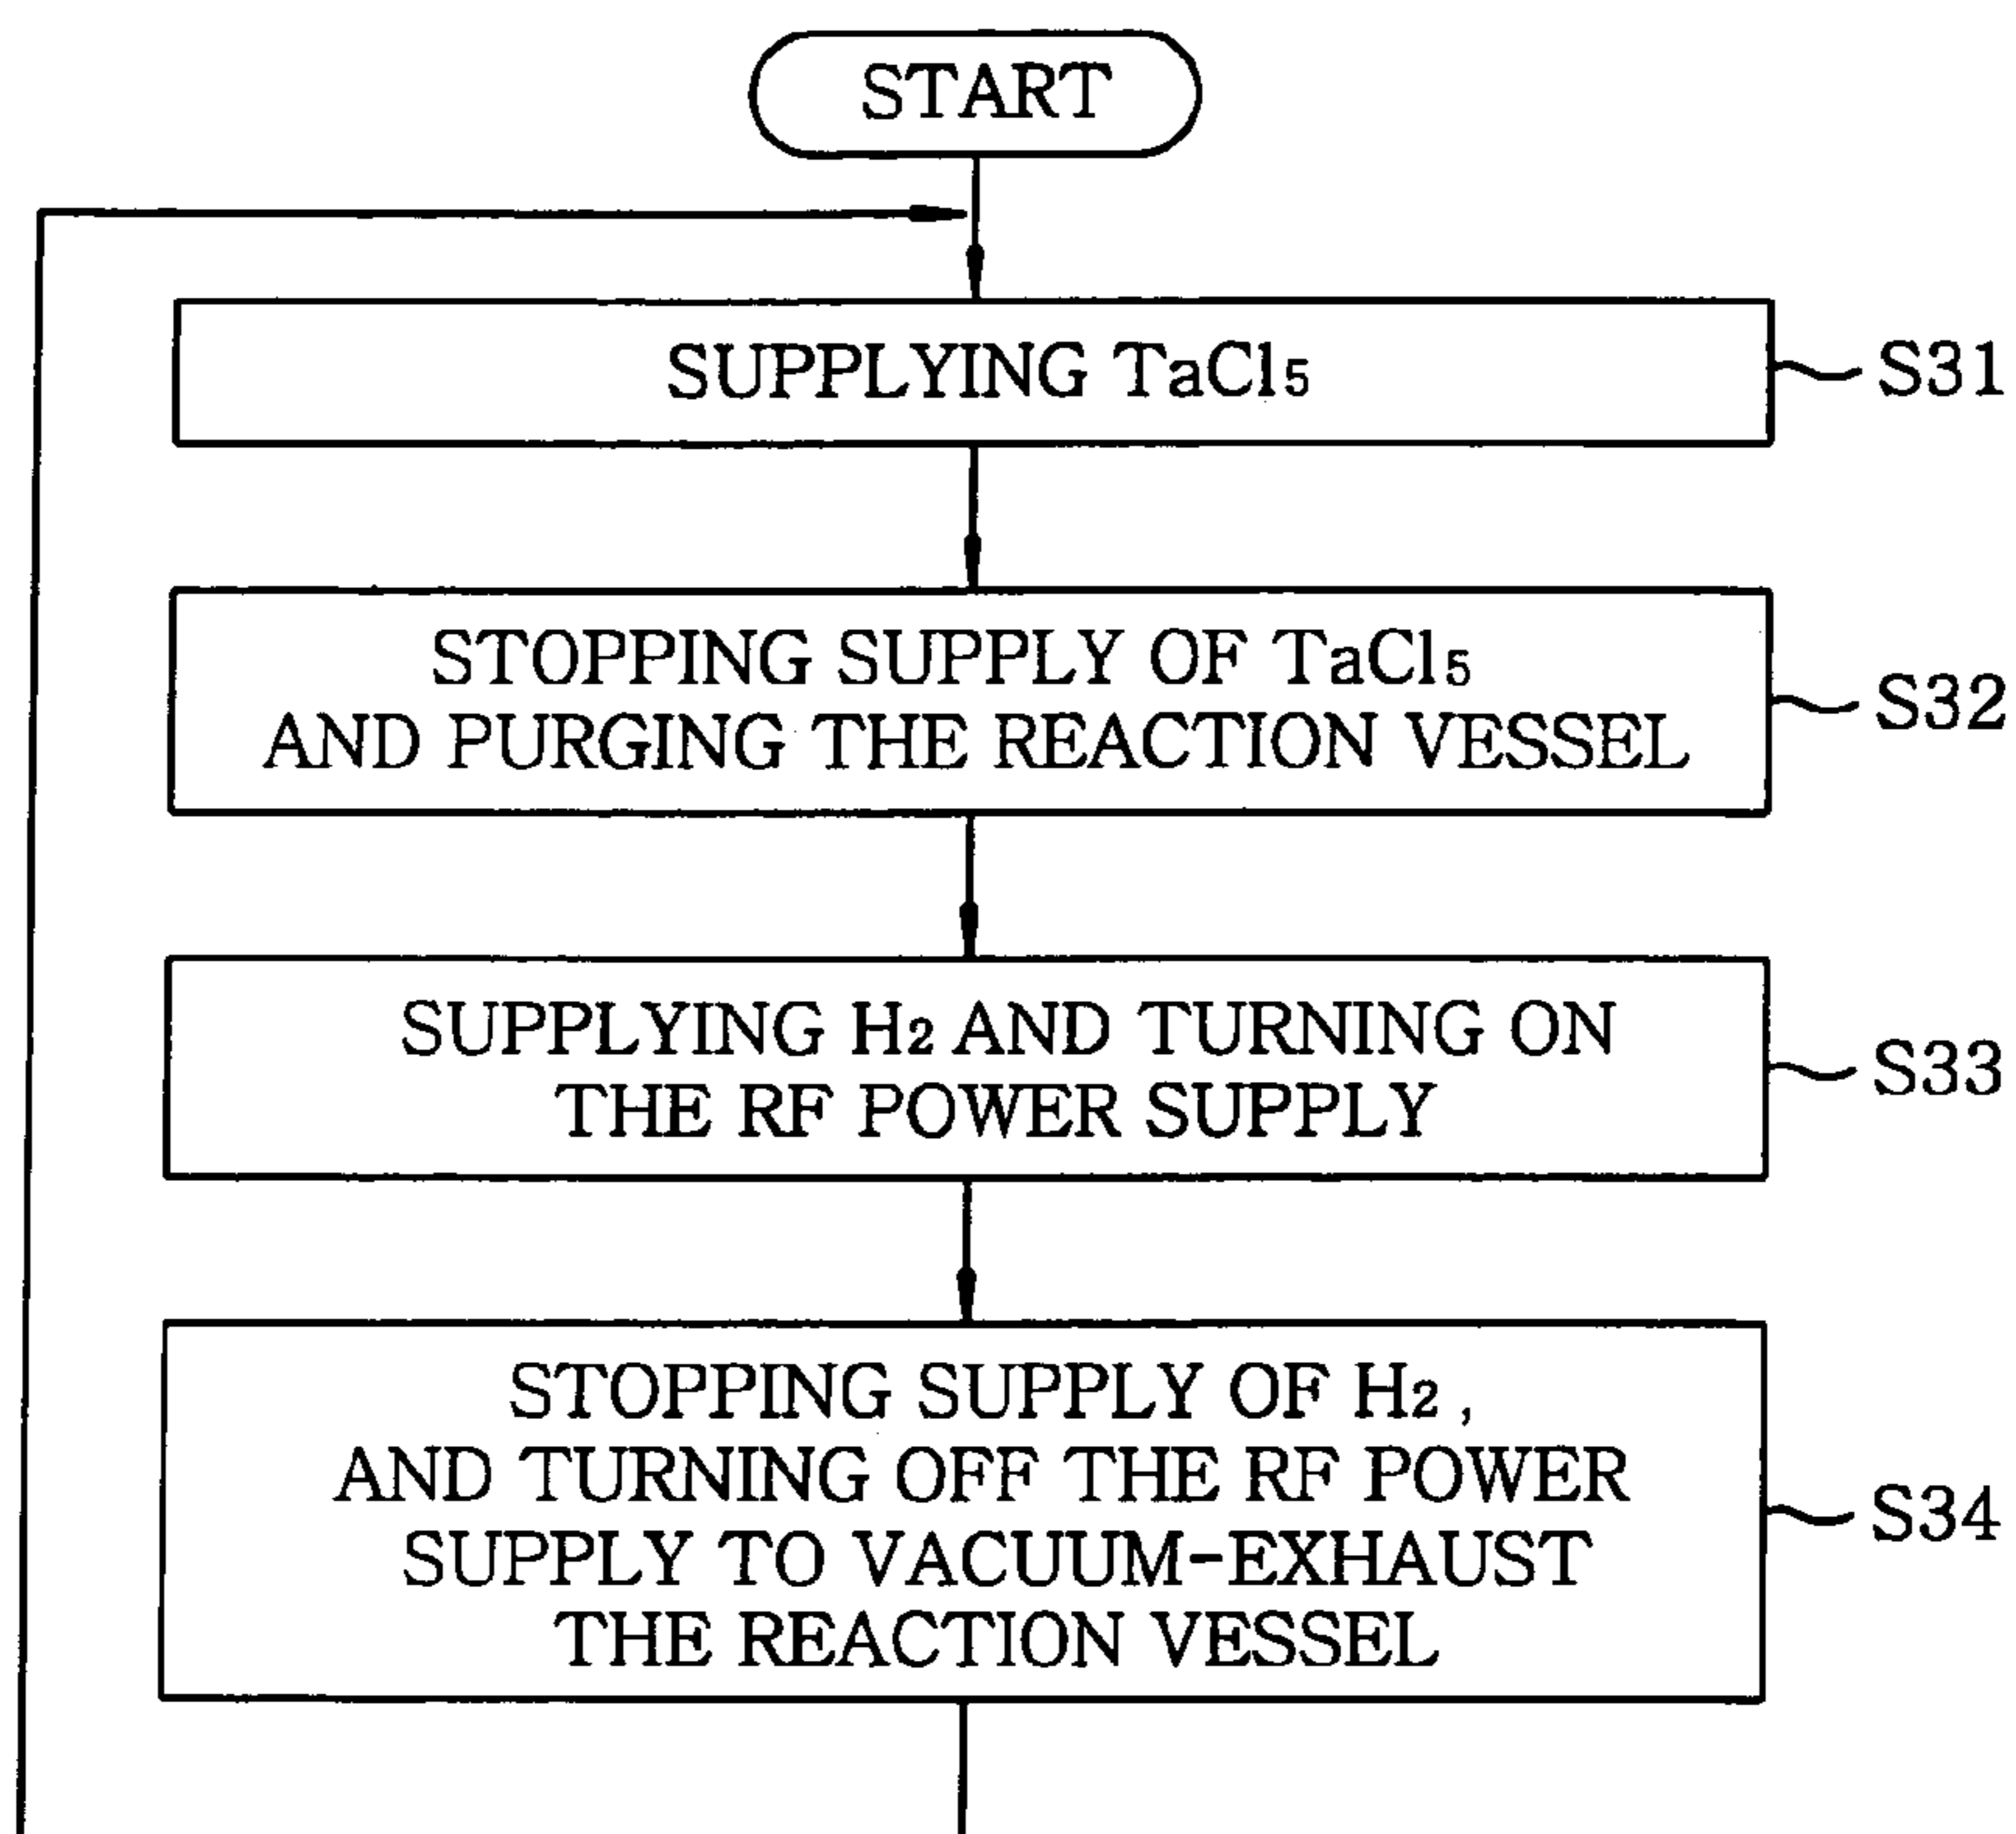 START
SUPPLYING TaCl5
S31
STOPPING SUPPLY OF TaCl5
AND PURGING THE REACTION VESSEL
S32
SUPPLYING H2 AND TURNING ON
THE RF POWER SUPPLY
S33
STOPPING SUPPLY OF H2,
AND TURNING OFF THE RF POWER
SUPPLY TO VACUUM-EXHAUST
THE REACTION VESSEL
S34